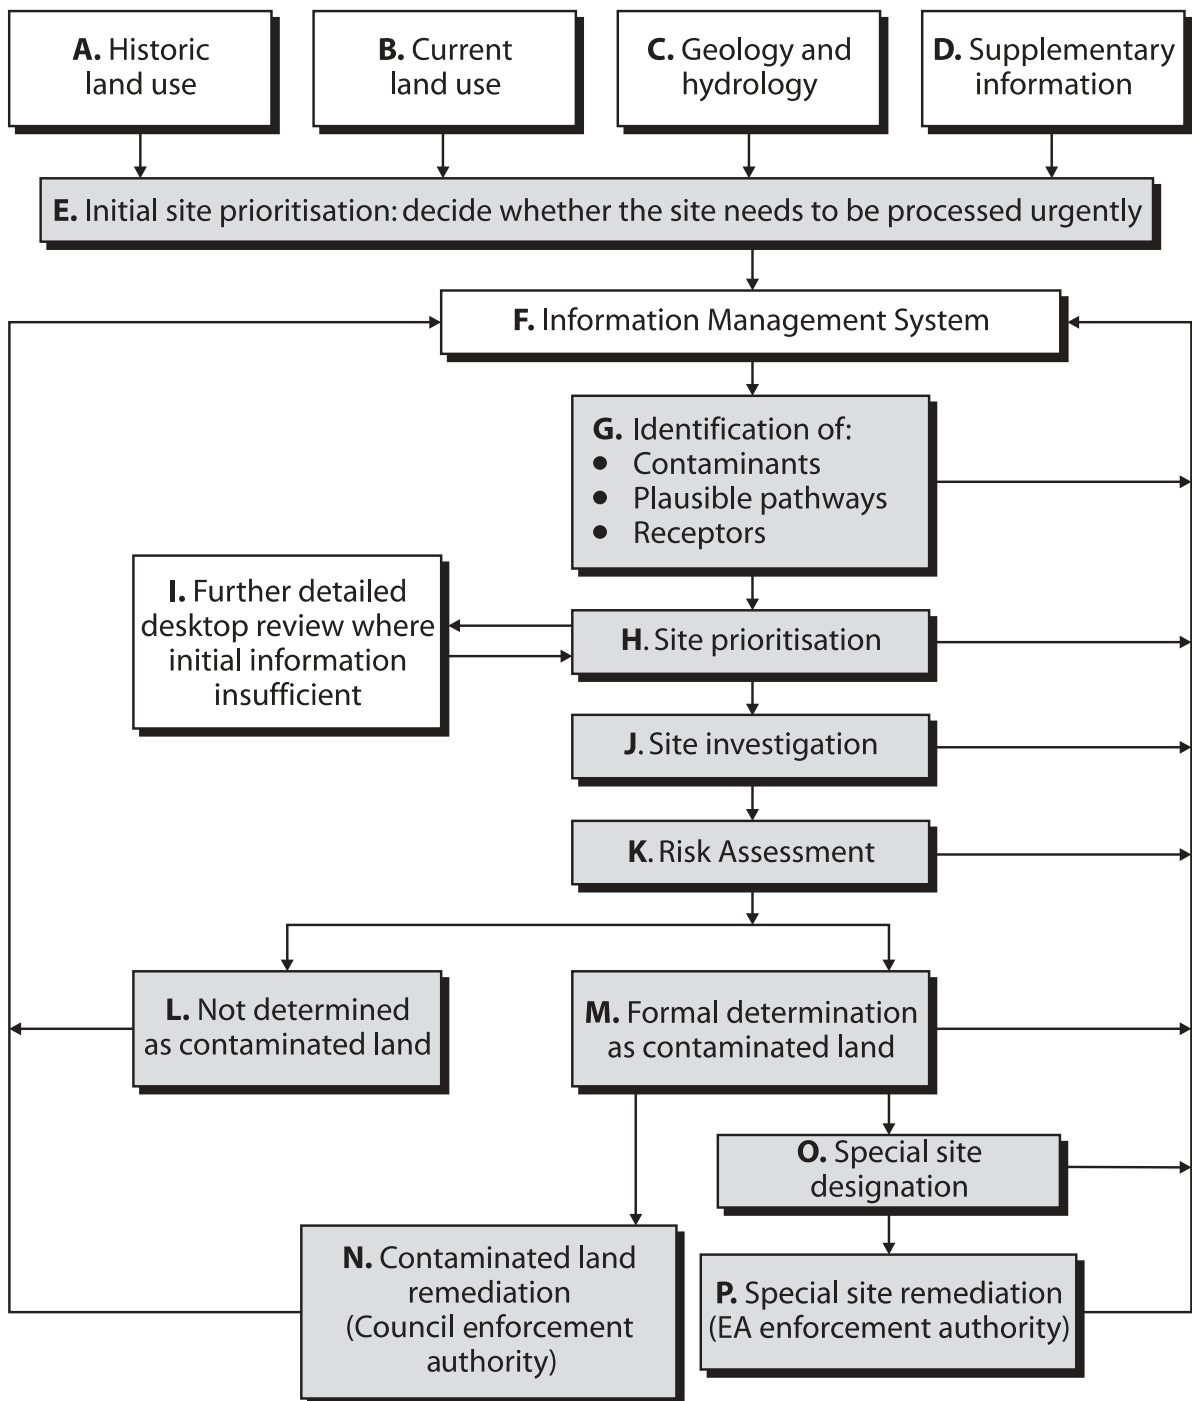 A. Historic
land use
B. Current
land use
C. Geology and
hydrology
D. Supplementary
information
E. Initial site prioritisation: decide whether the site needs to be processed urgently
F. Information Management System
G. Identification of:
• Contaminants
• Plausible pathways
• Receptors
I. Further detailed
desktop review where
initial information
insufficient
H. Site prioritisation
J. Site investigation
K. Risk Assessment
L. Not determined
as contaminated land
M. Formal determination
as contaminated land
O. Special site
designation
N. Contaminated land
remediation
(Council enforcement
authority)
P. Special site remediation
(EA enforcement authority)